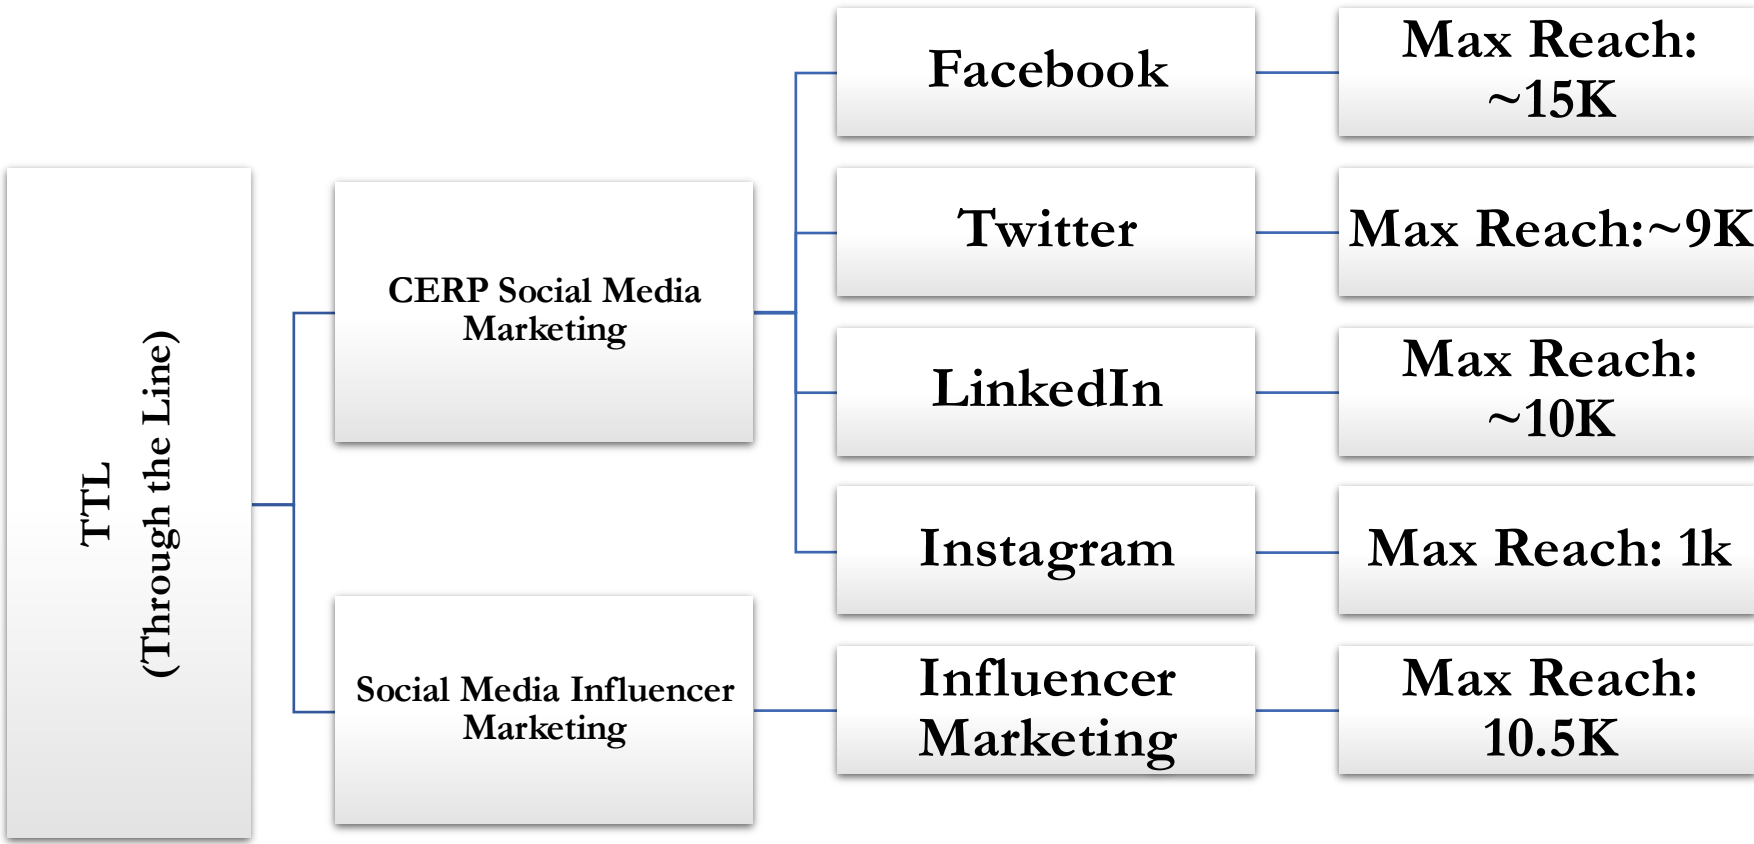 TTL
(Through the Line)
CERP Social Media
Marketing
Facebook
Max Reach:
~15K
Twitter
Max Reach:~9K
LinkedIn
Max Reach:
~10K
Instagram
Max Reach: 1k
Social Media Influencer
Marketing
Influencer
Marketing
Max Reach:
10.5K